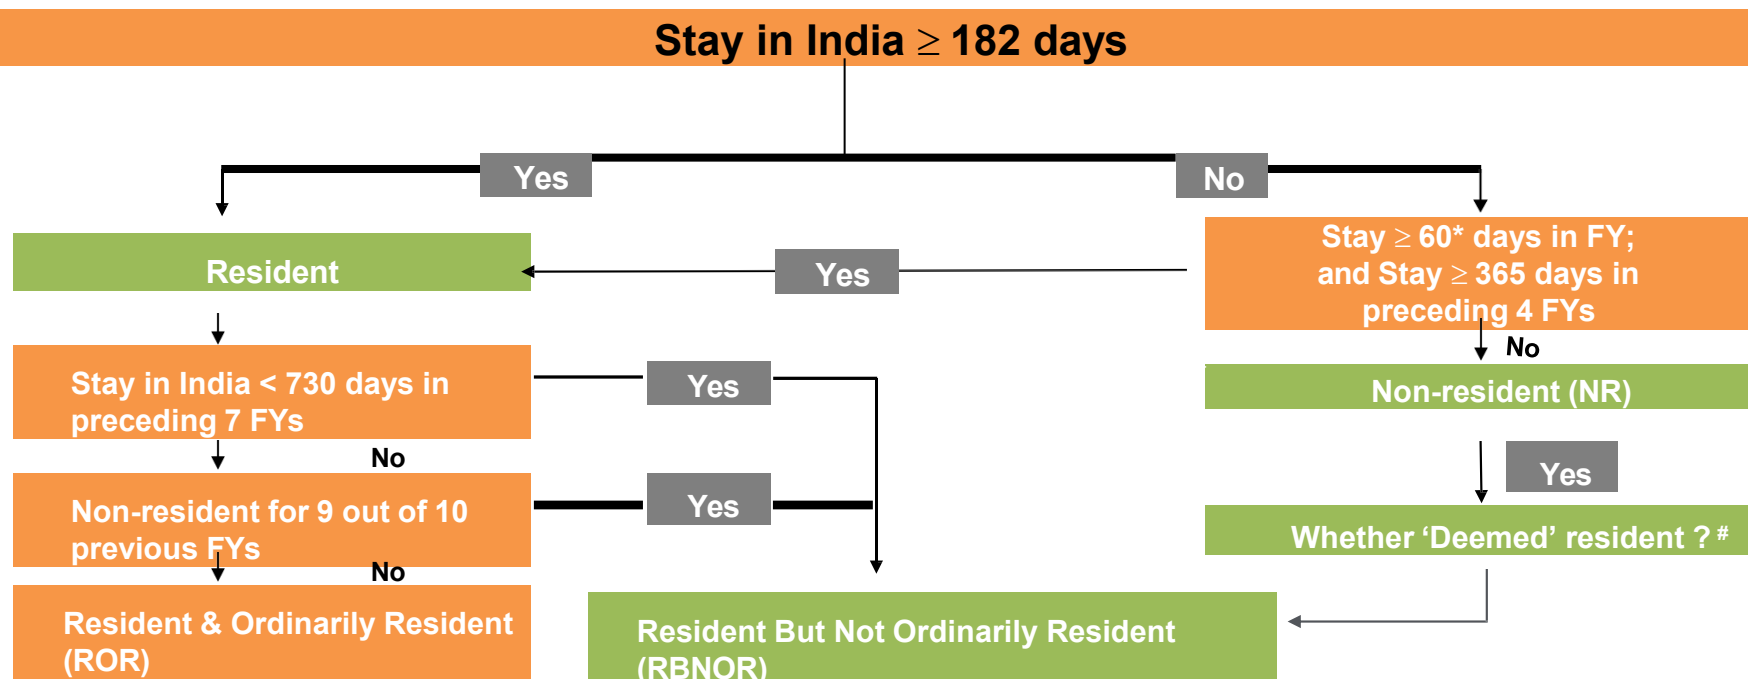 Stay in India ≥ 182 days
Yes
No
Resident
Yes
Stay ≥ 60* days in FY;
and Stay ≥ 365 days in
preceding 4 FYs
No
Stay in India < 730 days in
preceding 7 FYs
Yes
Non-resident (NR)
No
Yes
Non-resident for 9 out of 10
previous FYs
Yes
Whether ‘Deemed’ resident ? #
No
Resident & Ordinarily Resident
(ROR)
Resident But Not Ordinarily Resident
(RBNOR)